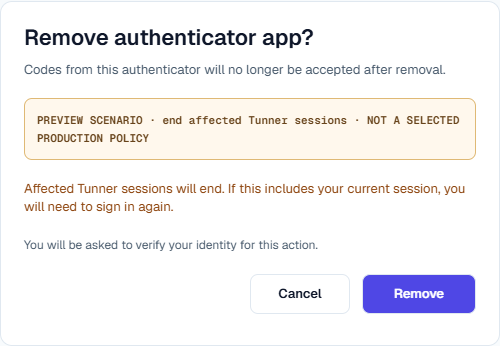 Remove authenticator app?
Codes from this authenticator will no longer be accepted after removal.
PREVIEW SCENARIO · end affected Tunner sessions · NOT A SELECTED
PRODUCTION POLICY
Affected Tunner sessions will end. If this includes your current session, you
will need to sign in again.
You will be asked to verify your identity for this action.
Cancel
Remove